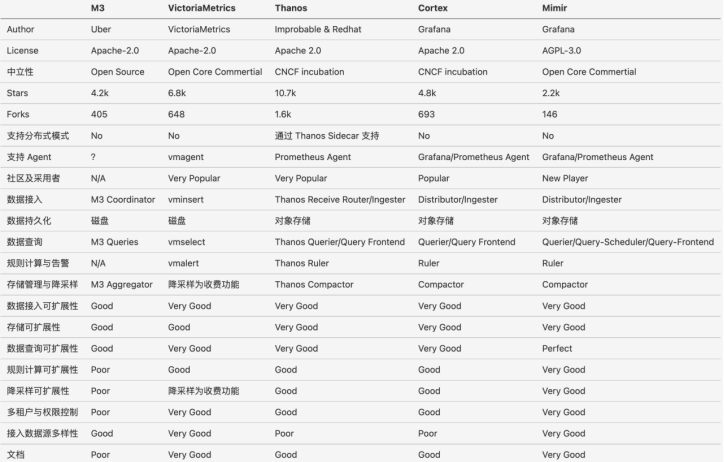 M3 VictoriaMetrics Thanos Cortex Mimir
Author Uber VictoriaMetrics Improbable & Redhat Grafana Grafana
License Apache-2.0 Apache-2.0 Apache 2.0 Apache 2.0 AGPL-3.0
中立性 Open Source Open Core Commertial CNCF incubation CNCF incubation Open Core Commertial
Stars 4.2k 6.8k 10.7k 4.8k 2.2k
Forks 405 648 1.6k 693 146
支持分布式模式 No No 通过 Thanos Sidecar 支持 No No
支持 Agent ? vmagent Prometheus Agent Grafana/Prometheus Agent Grafana/Prometheus Agent
社区及采用者 N/A Very Popular Very Popular Popular New Player
数据接入 M3 Coordinator vminsert Thanos Receive Router/Ingester Distributor/Ingester Distributor/Ingester
数据持久化 磁盘 磁盘 对象存储 对象存储 对象存储
数据查询 M3 Queries vmselect Thanos Querier/Query Frontend Querier/Query Frontend Querier/Query-Scheduler/Query-Frontend
规则计算与告警 N/A vmalert Thanos Ruler Ruler Ruler
存储管理与降采样 M3 Aggregator 降采样为收费功能 Thanos Compactor Compactor Compactor
数据接入可扩展性 Good Very Good Very Good Very Good Very Good
存储可扩展性 Good Good Very Good Very Good Very Good
数据查询可扩展性 Good Very Good Very Good Very Good Perfect
规则计算可扩展性 Poor Good Good Good Very Good
降采样可扩展性 Poor 降采样为收费功能 Good Good Very Good
多租户与权限控制 Poor Very Good Good Good Very Good
接入数据源多样性 Good Very Good Poor Poor Very Good
文档 Poor Very Good Good Good Very Good